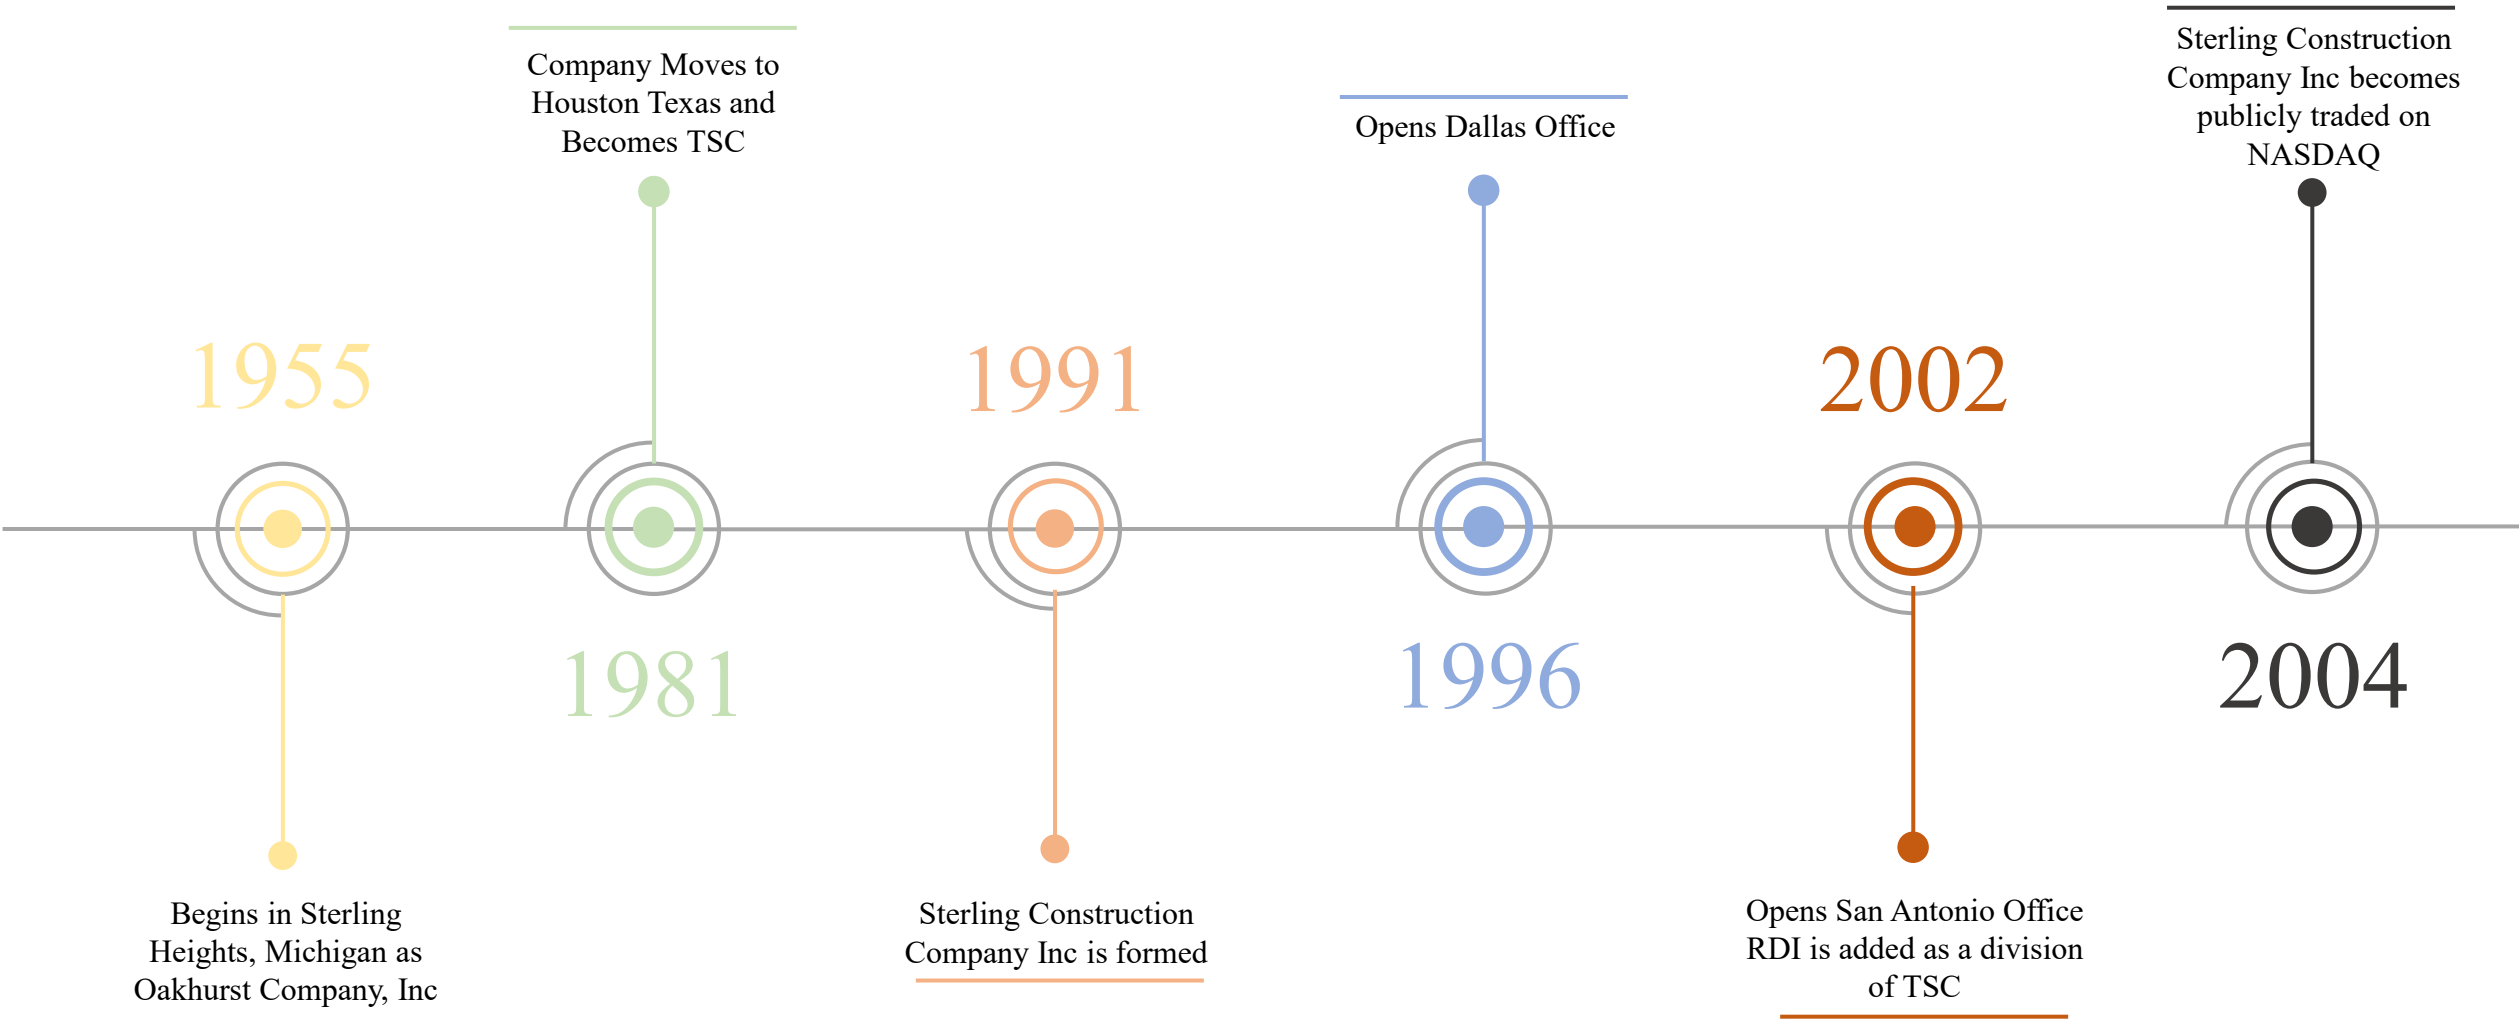 1955
Begins in Sterling
Heights, Michigan as
Oakhurst Company, Inc
Company Moves to
Houston Texas and
Becomes TSC
1981
1991
Sterling Construction
Company Inc is formed
Opens Dallas Office
1996
2002
Opens San Antonio Office
RDI is added as a division
of TSC
Sterling Construction
Company Inc becomes
publicly traded on
NASDAQ
2004